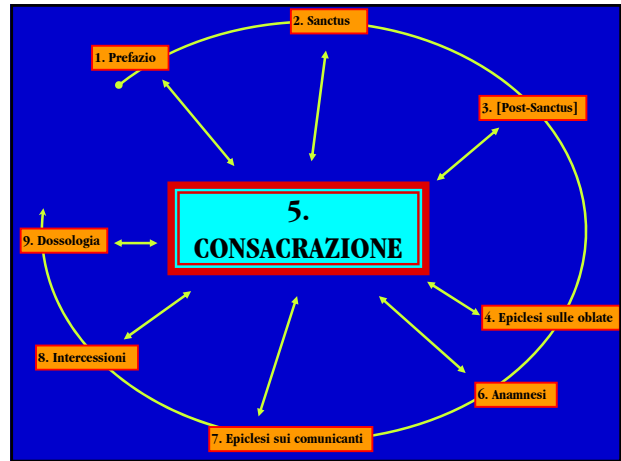 1. Prefazio
2. Sanctus
3. [Post-Sanctus]
4. Epiclesi sulle oblate
5.
CONSACRAZIONE
6. Anamnesi
7. Epiclesi sui comunicanti
8. Intercessioni
9. Dossologia